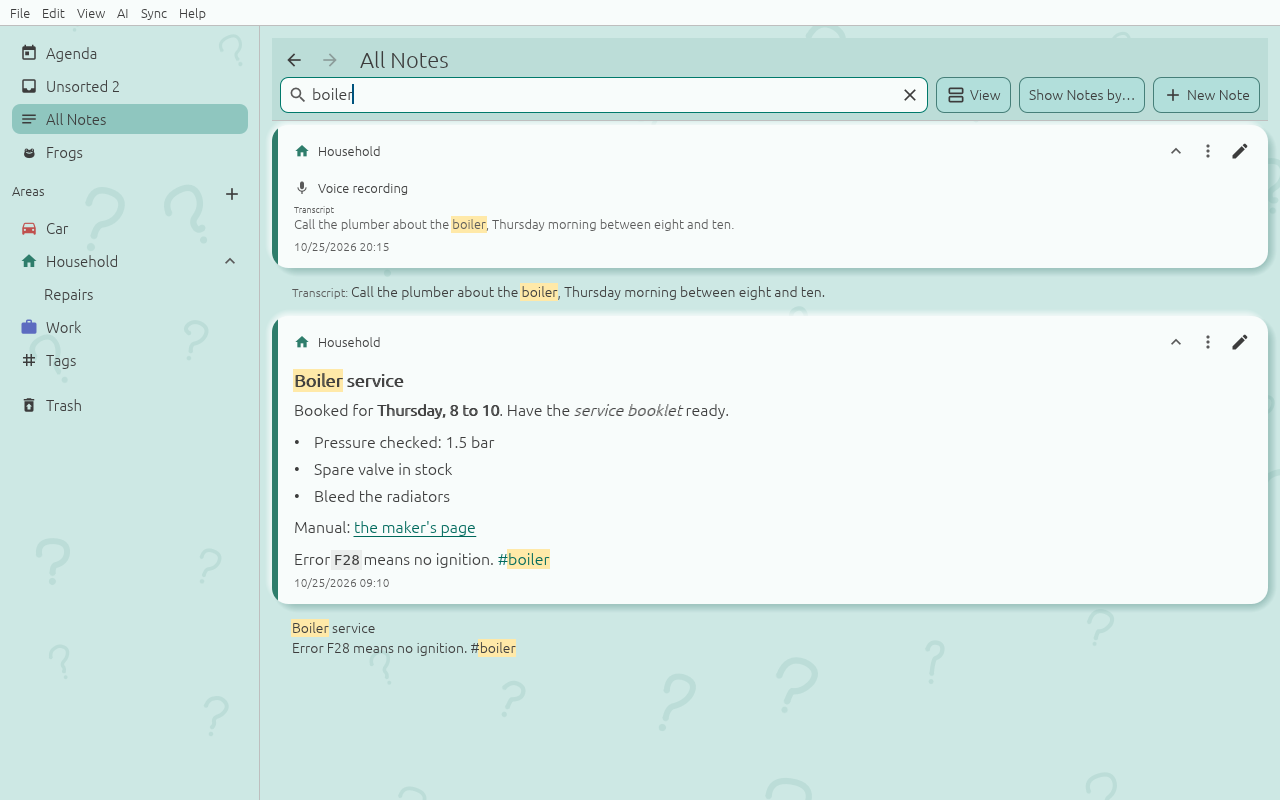 File Edit View AI Sync Help
Agenda
Unsorted 2
All Notes
Frogs
Areas
Car
Household
Repairs
Work
Tags
Trash
All Notes
boiler
View
Show Notes by…
New Note
Household
Voice recording
Transcript
Call the plumber about the boiler, Thursday morning between eight and ten.
10/25/2026 20:15
Transcript: Call the plumber about the boiler, Thursday morning between eight and ten.
Household
Boiler service
Booked for Thursday, 8 to 10. Have the service booklet ready.
• Pressure checked: 1.5 bar
• Spare valve in stock
• Bleed the radiators
Manual: the maker's page
Error F28 means no ignition. #boiler
10/25/2026 09:10
Boiler service
Error F28 means no ignition. #boiler